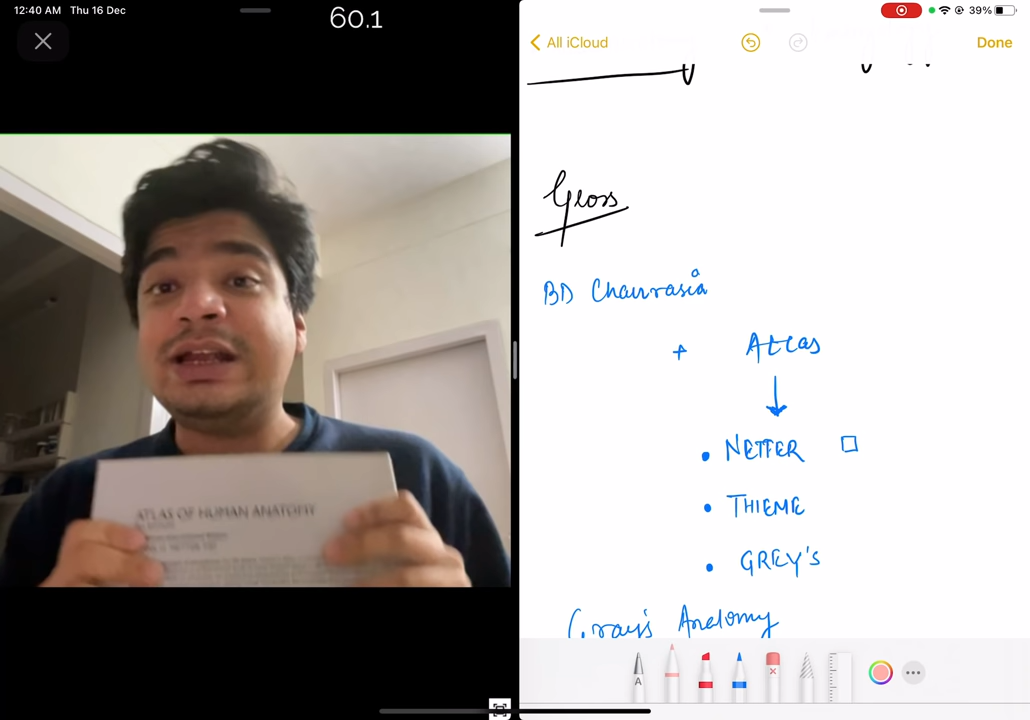 12:40 AM Thu 16 Dec
60.1
39%
All iCloud
Done
Gross
BD Chaurasia
+ Atlas
NETTER
THIEME
GREY'S
Gray's Anatomy
ATLAS OF HUMAN ANATOMY
A